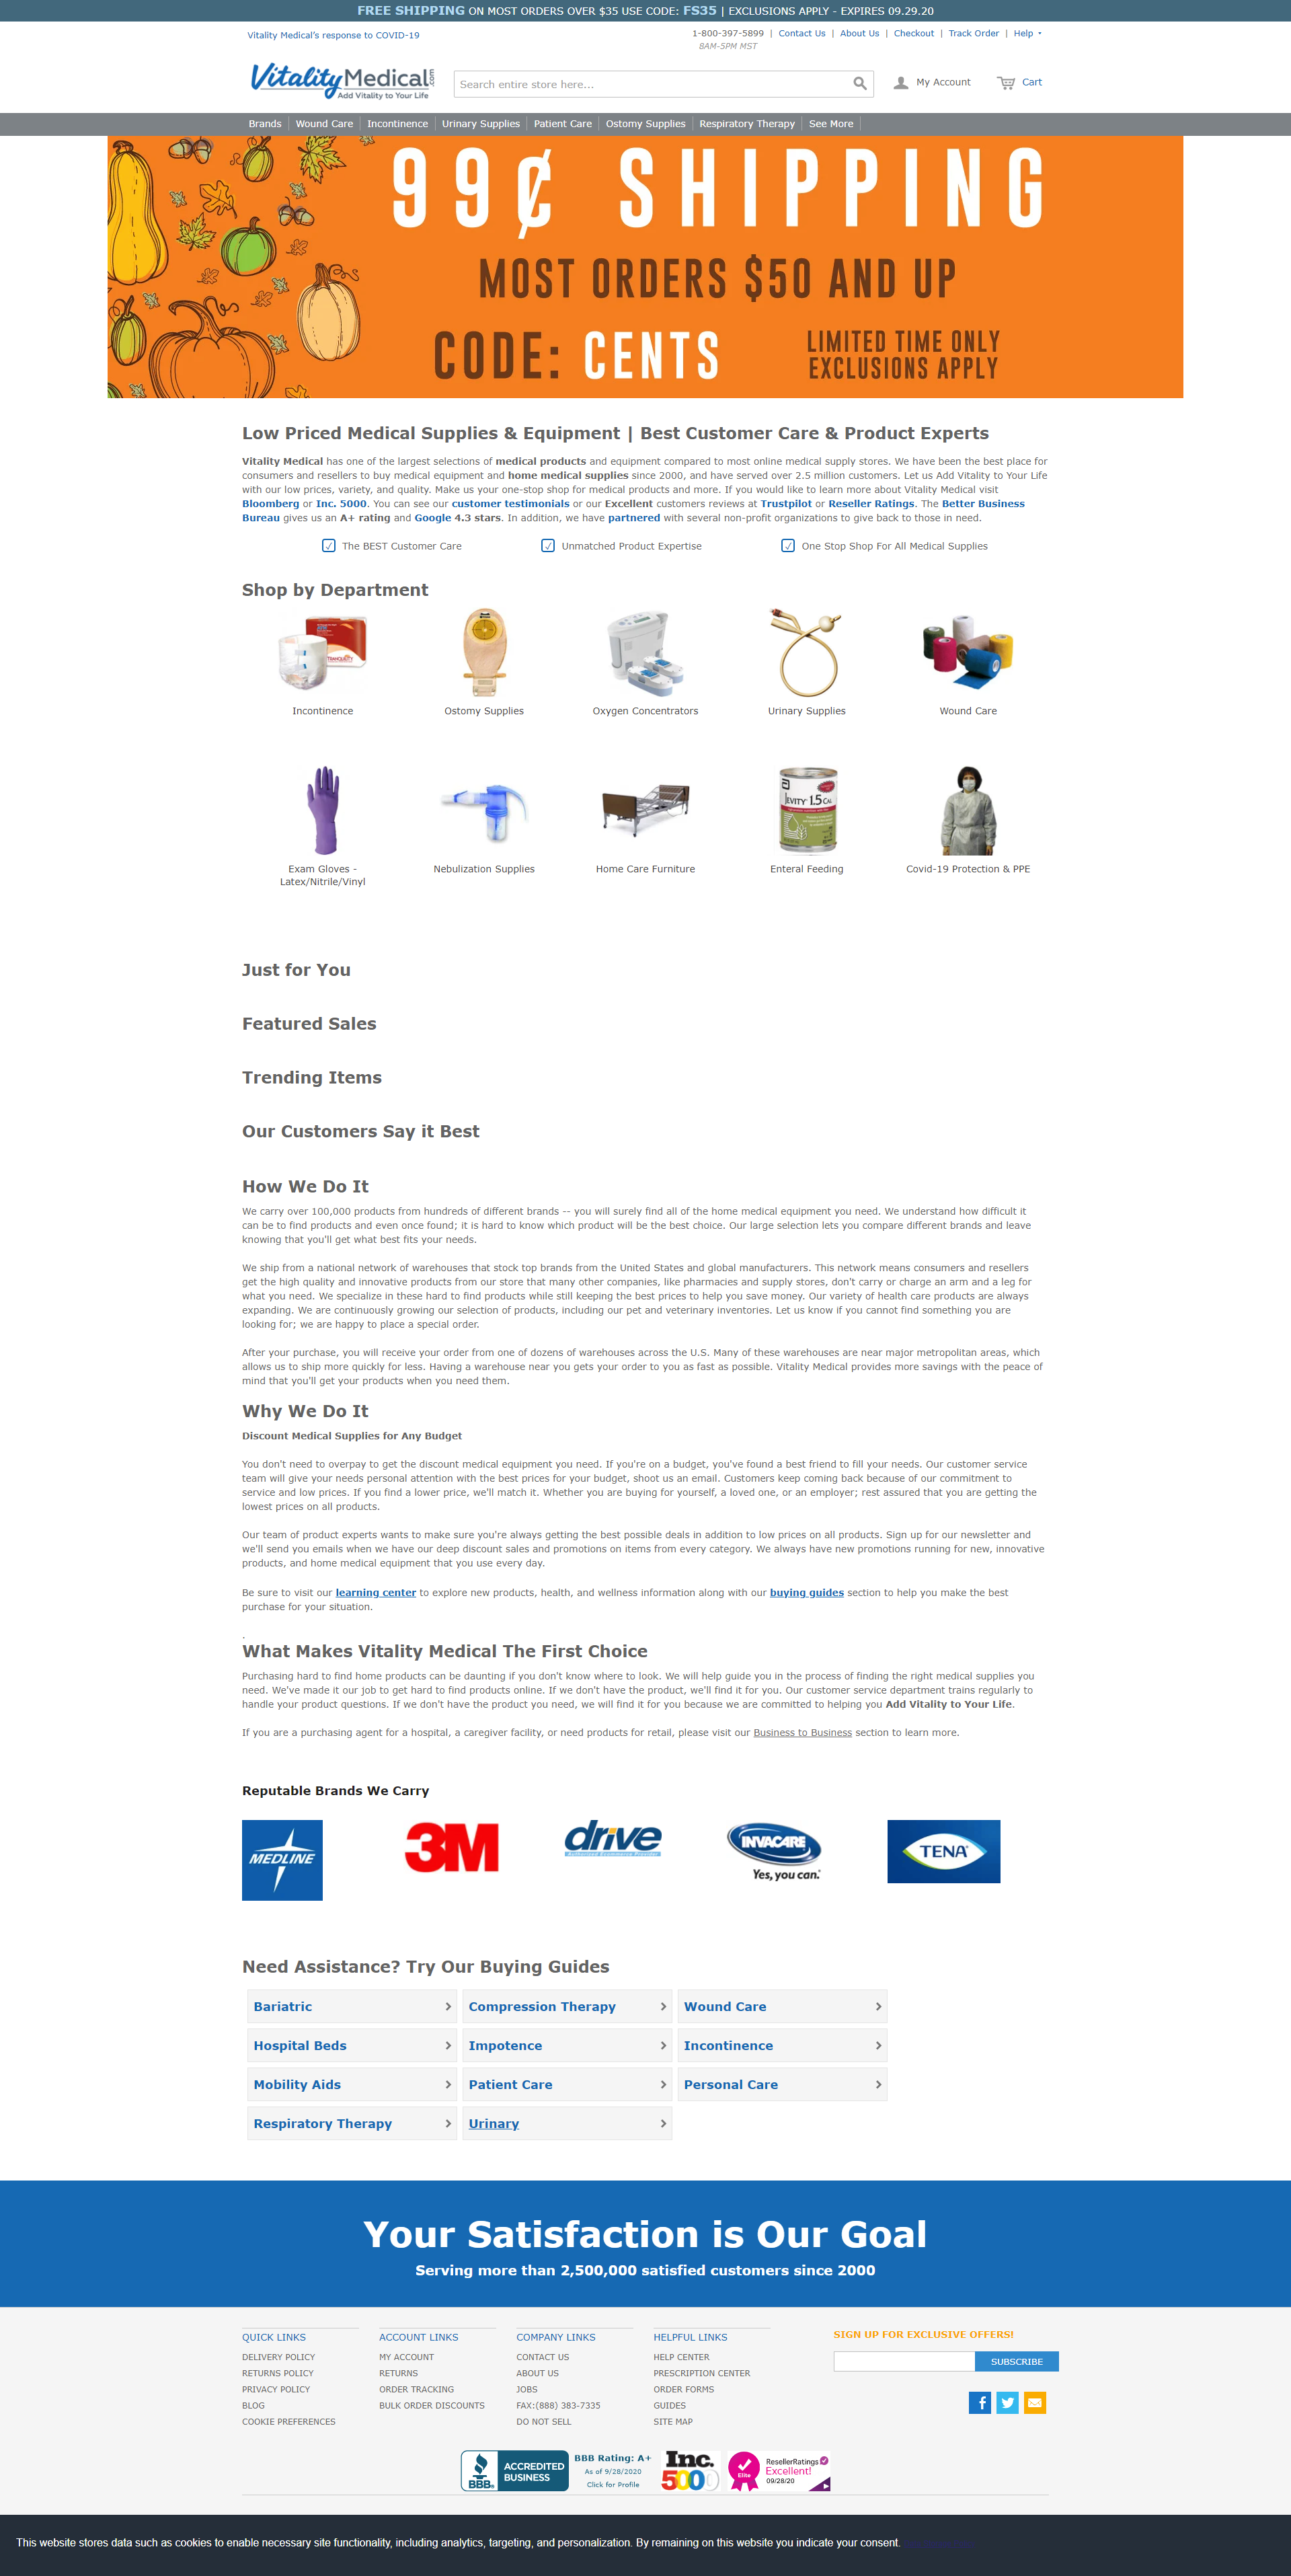 FREE SHIPPING ON MOST ORDERS OVER $35 USE CODE: FS35 | EXCLUSIONS APPLY - EXPIRES 09.29.20
Vitality Medical's response to COVID-19
1-800-397-5899 | Contact Us | About Us | Checkout | Track Order | Help
8AM-5PM MST
VitalityMedical.com
Add Vitality to Your Life
Search entire store here...
My Account
Cart
Brands
Wound Care
Incontinence
Urinary Supplies
Patient Care
Ostomy Supplies
Respiratory Therapy
See More
99¢ SHIPPING
MOST ORDERS $50 AND UP
CODE: CENTS
LIMITED TIME ONLY
EXCLUSIONS APPLY
Low Priced Medical Supplies & Equipment | Best Customer Care & Product Experts
Vitality Medical has one of the largest selections of medical products and equipment compared to most online medical supply stores. We have been the best place for
consumers and resellers to buy medical equipment and home medical supplies since 2000, and have served over 2.5 million customers. Let us Add Vitality to Your Life
with our low prices, variety, and quality. Make us your one-stop shop for medical products and more. If you would like to learn more about Vitality Medical visit
Bloomberg or Inc. 5000. You can see our customer testimonials or our Excellent customers reviews at Trustpilot or Reseller Ratings. The Better Business
Bureau gives us an A+ rating and Google 4.3 stars. In addition, we have partnered with several non-profit organizations to give back to those in need.
The BEST Customer Care
Unmatched Product Expertise
One Stop Shop For All Medical Supplies
Shop by Department
TRANQUILITY
Incontinence
Ostomy Supplies
Oxygen Concentrators
Urinary Supplies
Wound Care
JEVITY 1.5 CAL
Exam Gloves -
Latex/Nitrile/Vinyl
Nebulization Supplies
Home Care Furniture
Enteral Feeding
Covid-19 Protection & PPE
Just for You
Featured Sales
Trending Items
Our Customers Say it Best
How We Do It
We carry over 100,000 products from hundreds of different brands -- you will surely find all of the home medical equipment you need. We understand how difficult it
can be to find products and even once found; it is hard to know which product will be the best choice. Our large selection lets you compare different brands and leave
knowing that you'll get what best fits your needs.
We ship from a national network of warehouses that stock top brands from the United States and global manufacturers. This network means consumers and resellers
get the high quality and innovative products from our store that many other companies, like pharmacies and supply stores, don't carry or charge an arm and a leg for
what you need. We specialize in these hard to find products while still keeping the best prices to help you save money. Our variety of health care products are always
expanding. We are continuously growing our selection of products, including our pet and veterinary inventories. Let us know if you cannot find something you are
looking for; we are happy to place a special order.
After your purchase, you will receive your order from one of dozens of warehouses across the U.S. Many of these warehouses are near major metropolitan areas, which
allows us to ship more quickly for less. Having a warehouse near you gets your order to you as fast as possible. Vitality Medical provides more savings with the peace of
mind that you'll get your products when you need them.
Why We Do It
Discount Medical Supplies for Any Budget
You don't need to overpay to get the discount medical equipment you need. If you're on a budget, you've found a best friend to fill your needs. Our customer service
team will give your needs personal attention with the best prices for your budget, shoot us an email. Customers keep coming back because of our commitment to
service and low prices. If you find a lower price, we'll match it. Whether you are buying for yourself, a loved one, or an employer; rest assured that you are getting the
lowest prices on all products.
Our team of product experts wants to make sure you're always getting the best possible deals in addition to low prices on all products. Sign up for our newsletter and
we'll send you emails when we have our deep discount sales and promotions on items from every category. We always have new promotions running for new, innovative
products, and home medical equipment that you use every day.
Be sure to visit our learning center to explore new products, health, and wellness information along with our buying guides section to help you make the best
purchase for your situation.
.
What Makes Vitality Medical The First Choice
Purchasing hard to find home products can be daunting if you don't know where to look. We will help guide you in the process of finding the right medical supplies you
need. We've made it our job to get hard to find products online. If we don't have the product, we'll find it for you. Our customer service department trains regularly to
handle your product questions. If we don't have the product you need, we will find it for you because we are committed to helping you Add Vitality to Your Life.
If you are a purchasing agent for a hospital, a caregiver facility, or need products for retail, please visit our Business to Business section to learn more.
Reputable Brands We Carry
MEDLINE
3M
drive
Authorized Ecommerce Provider
INVACARE
Yes, you can.
TENA
Need Assistance? Try Our Buying Guides
Bariatric
Compression Therapy
Wound Care
Hospital Beds
Impotence
Incontinence
Mobility Aids
Patient Care
Personal Care
Respiratory Therapy
Urinary
Your Satisfaction is Our Goal
Serving more than 2,500,000 satisfied customers since 2000
QUICK LINKS
DELIVERY POLICY
RETURNS POLICY
PRIVACY POLICY
BLOG
COOKIE PREFERENCES
ACCOUNT LINKS
MY ACCOUNT
RETURNS
ORDER TRACKING
BULK ORDER DISCOUNTS
COMPANY LINKS
CONTACT US
ABOUT US
JOBS
FAX:(888) 383-7335
DO NOT SELL
HELPFUL LINKS
HELP CENTER
PRESCRIPTION CENTER
ORDER FORMS
GUIDES
SITE MAP
SIGN UP FOR EXCLUSIVE OFFERS!
SUBSCRIBE
BBB.
ACCREDITED
BUSINESS
BBB Rating: A+
As of 9/28/2020
Click for Profile
Inc.
5000
Elite
ResellerRatings
Excellent!
09/28/20
This website stores data such as cookies to enable necessary site functionality, including analytics, targeting, and personalization. By remaining on this website you indicate your consent.